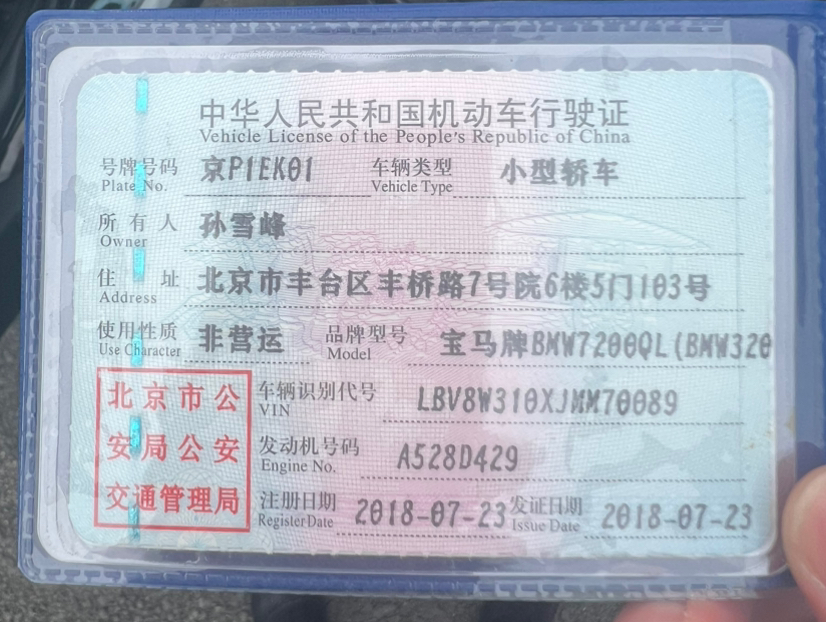 中华人民共和国机动车行驶证
Vehicle License of the People's Republic of China
号牌号码 京P1EK01 车辆类型 小型轿车
Plate No. Vehicle Type
所有人 孙雪峰
Owner
住址 北京市丰台区丰桥路7号院6楼5门103号
Address
使用性质 非营运 品牌型号 宝马牌BMW7200QL(BMW320
Use Character Model
北京市公
安局公安
交通管理局
车辆识别代号 LBV8W310XJMM70089
VIN
发动机号码 A528D429
Engine No.
注册日期 2018-07-23 发证日期 2018-07-23
Register Date Issue Date